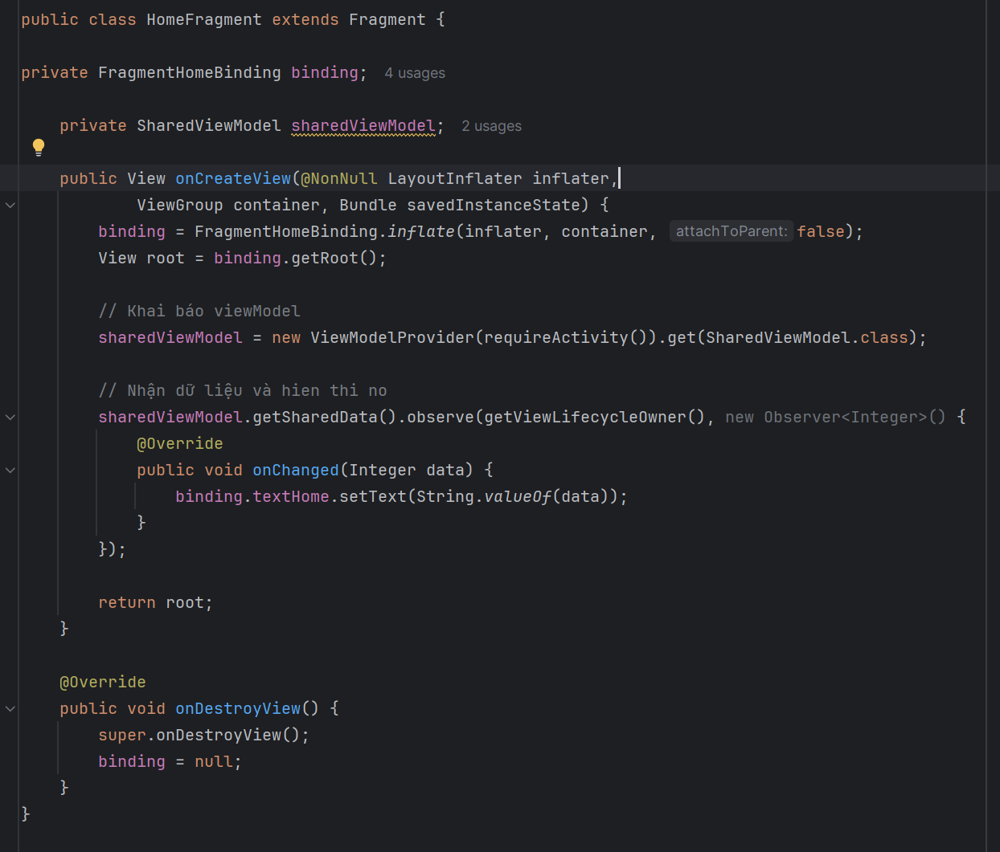 public class HomeFragment extends Fragment {
private FragmentHomeBinding binding; 4 usages
private SharedViewModel sharedViewModel; 2 usages
public View onCreateView(@NonNull LayoutInflater inflater,
ViewGroup container, Bundle savedInstanceState) {
binding = FragmentHomeBinding.inflate(inflater, container, attachToParent: false);
View root = binding.getRoot();
// Khai báo viewModel
sharedViewModel = new ViewModelProvider(requireActivity()).get(SharedViewModel.class);
// Nhận dữ liệu và hien thi no
sharedViewModel.getSharedData().observe(getViewLifecycleOwner(), new Observer<Integer>() {
@Override
public void onChanged(Integer data) {
binding.textHome.setText(String.valueOf(data));
}
});
return root;
}
@Override
public void onDestroyView() {
super.onDestroyView();
binding = null;
}
}